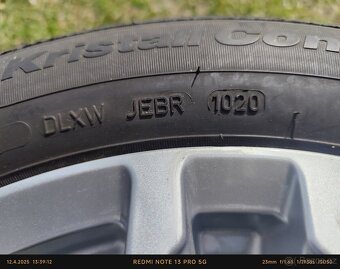 Kristall Con
DLXW JEBR 1020
12.4.2025 13:39:12
REDMI NOTE 13 PRO 5G